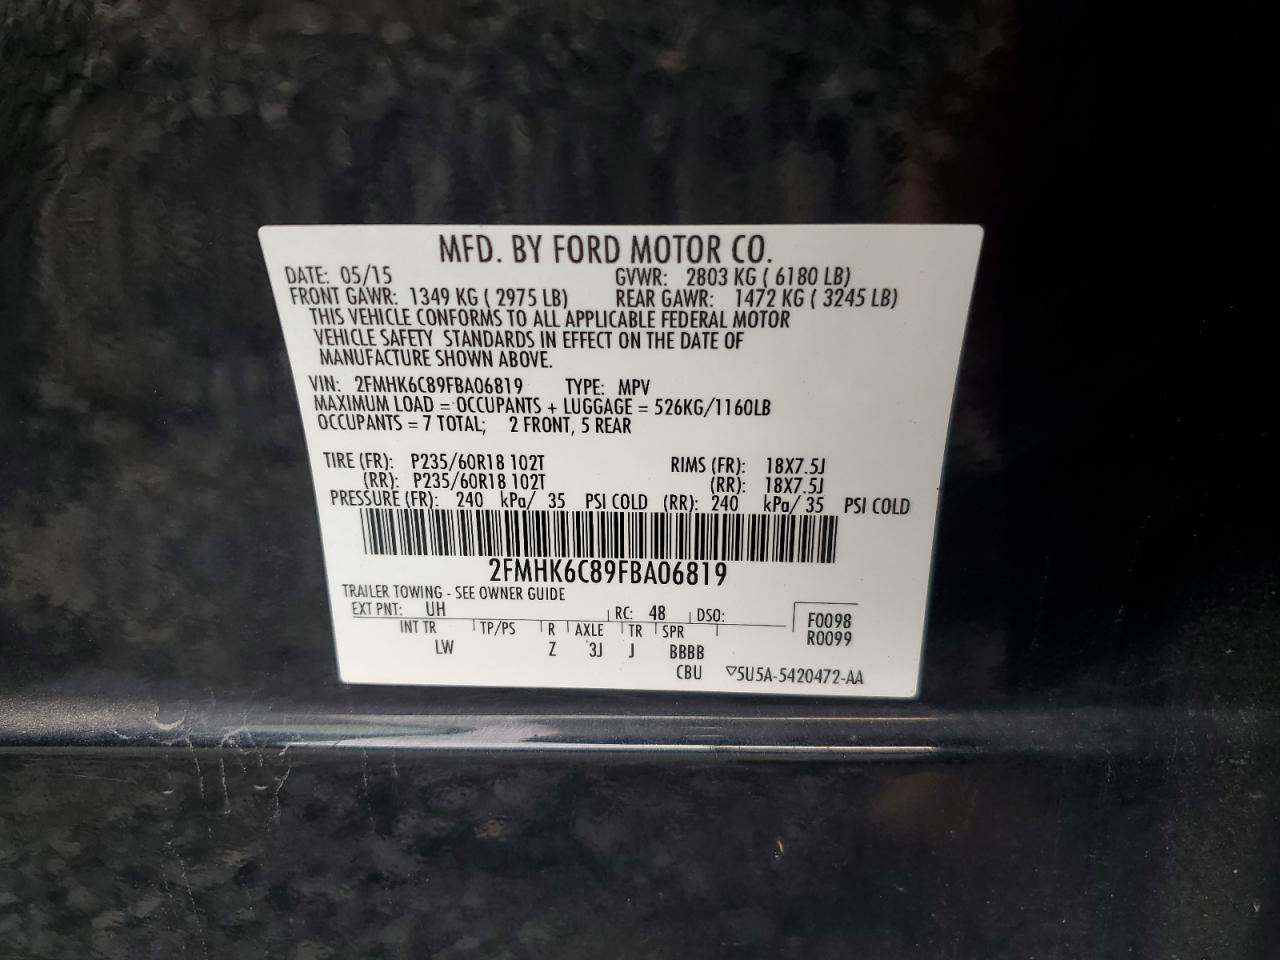 MFD. BY FORD MOTOR CO.
DATE: 05/15 GVWR: 2803 KG ( 6180 LB)
FRONT GAWR: 1349 KG ( 2975 LB) REAR GAWR: 1472 KG ( 3245 LB)
THIS VEHICLE CONFORMS TO ALL APPLICABLE FEDERAL MOTOR
VEHICLE SAFETY STANDARDS IN EFFECT ON THE DATE OF
MANUFACTURE SHOWN ABOVE.
VIN: 2FMHK6C89FBA06819 TYPE: MPV
MAXIMUM LOAD = OCCUPANTS + LUGGAGE = 526KG/1160LB
OCCUPANTS = 7 TOTAL; 2 FRONT, 5 REAR
TIRE (FR): P235/60R18 102T RIMS (FR): 18X7.5J
(RR): P235/60R18 102T (RR): 18X7.5J
PRESSURE (FR): 240 kPa/ 35 PSI COLD (RR): 240 kPa/ 35 PSI COLD
2FMHK6C89FBA06819
TRAILER TOWING - SEE OWNER GUIDE
EXT PNT: UH RC: 48 DSO: F0098
INT TR TP/PS R AXLE TR SPR R0099
LW Z 3J J BBBB
CBU ▽5U5A-5420472-AA